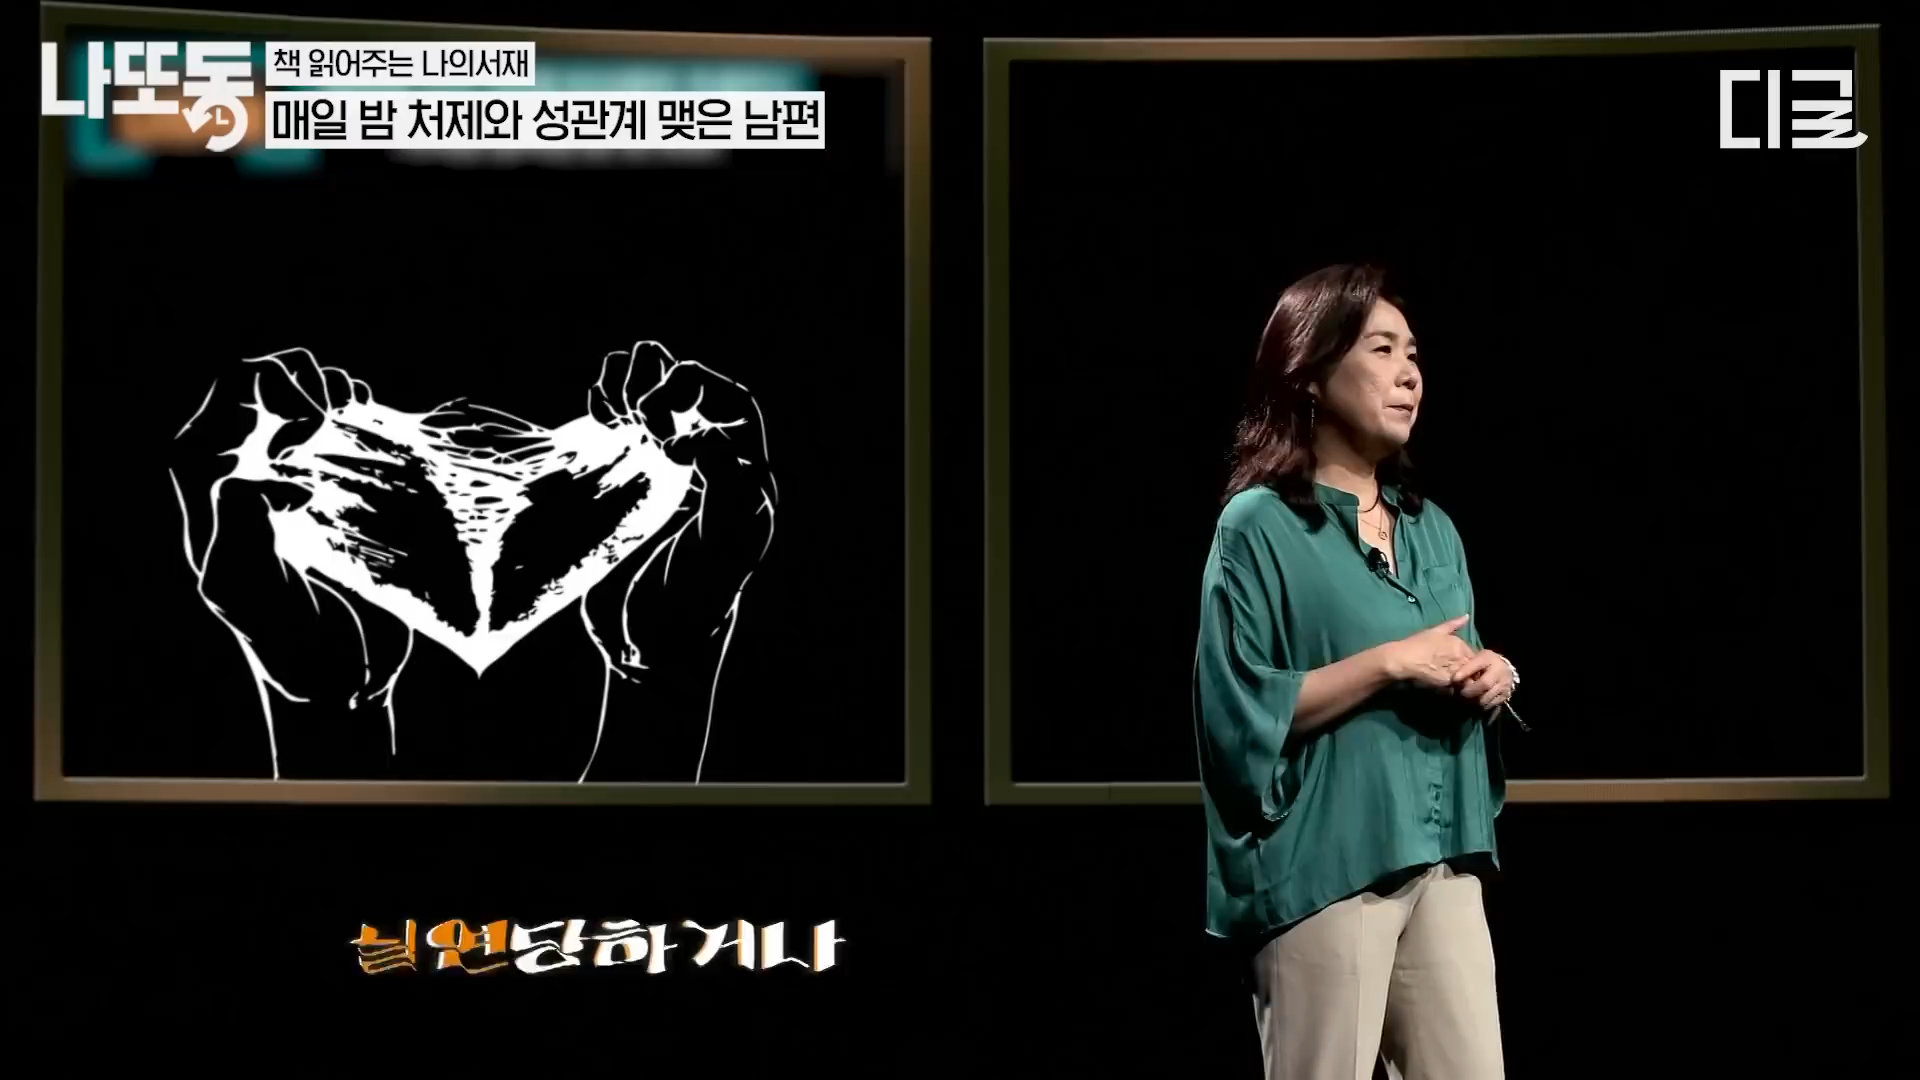 나또동
책 읽어주는 나의서재
매일 밤 처제와 성관계 맺은 남편
디글
실연당하거나